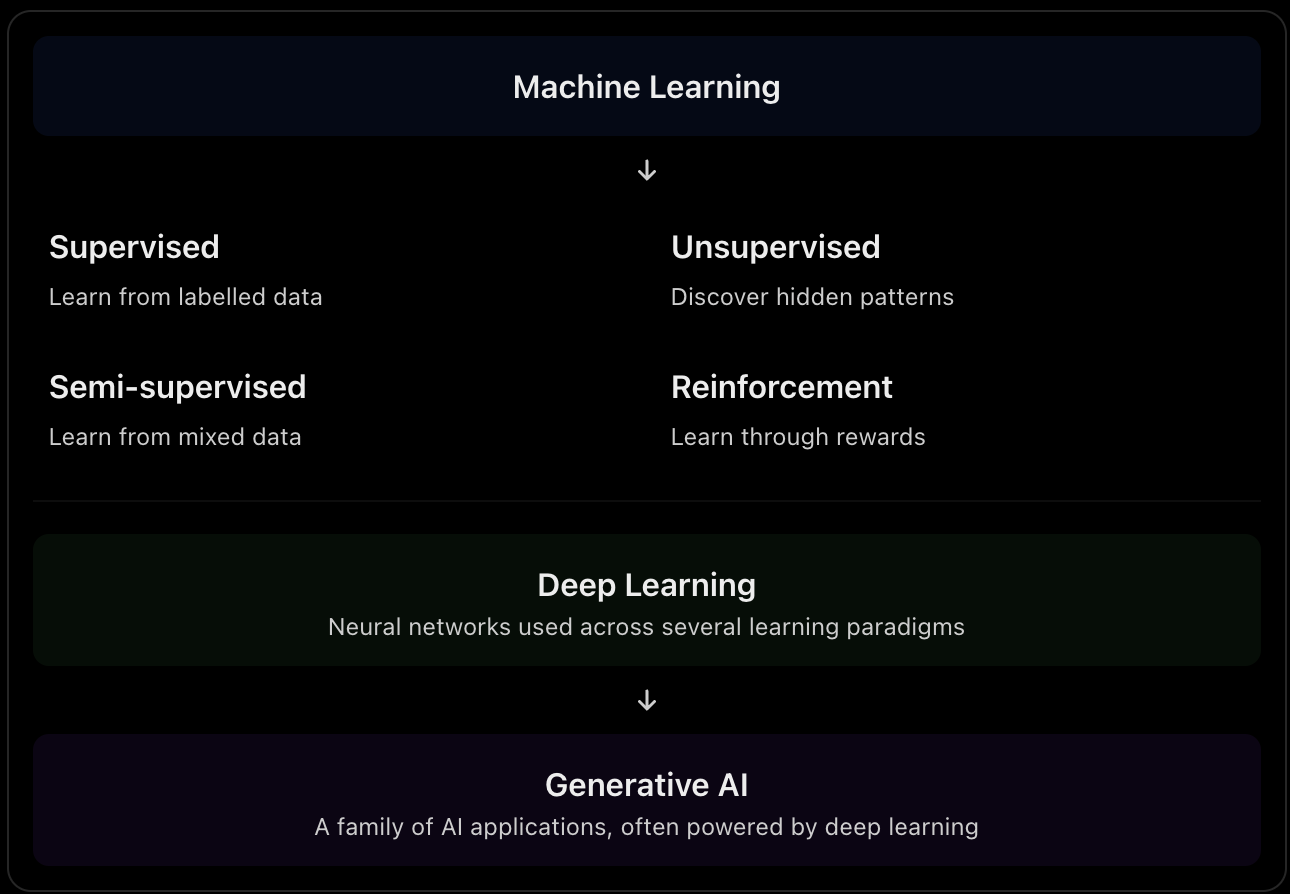 Machine Learning
↓
Supervised
Learn from labelled data
Unsupervised
Discover hidden patterns
Semi-supervised
Learn from mixed data
Reinforcement
Learn through rewards
Deep Learning
Neural networks used across several learning paradigms
↓
Generative AI
A family of AI applications, often powered by deep learning